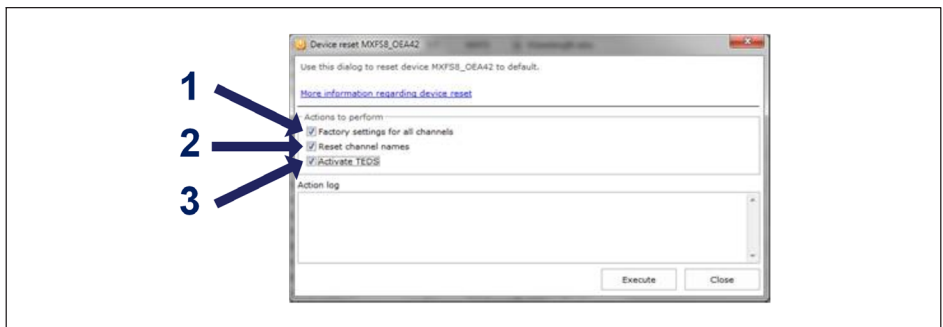 Device reset MXFS8_OEA42
Use this dialog to reset device MXFS8_OEA42 to default.
More information regarding device reset
Actions to perform
1
Factory settings for all channels
2
Reset channel names
3
Activate TEDS
Action log
Execute Close